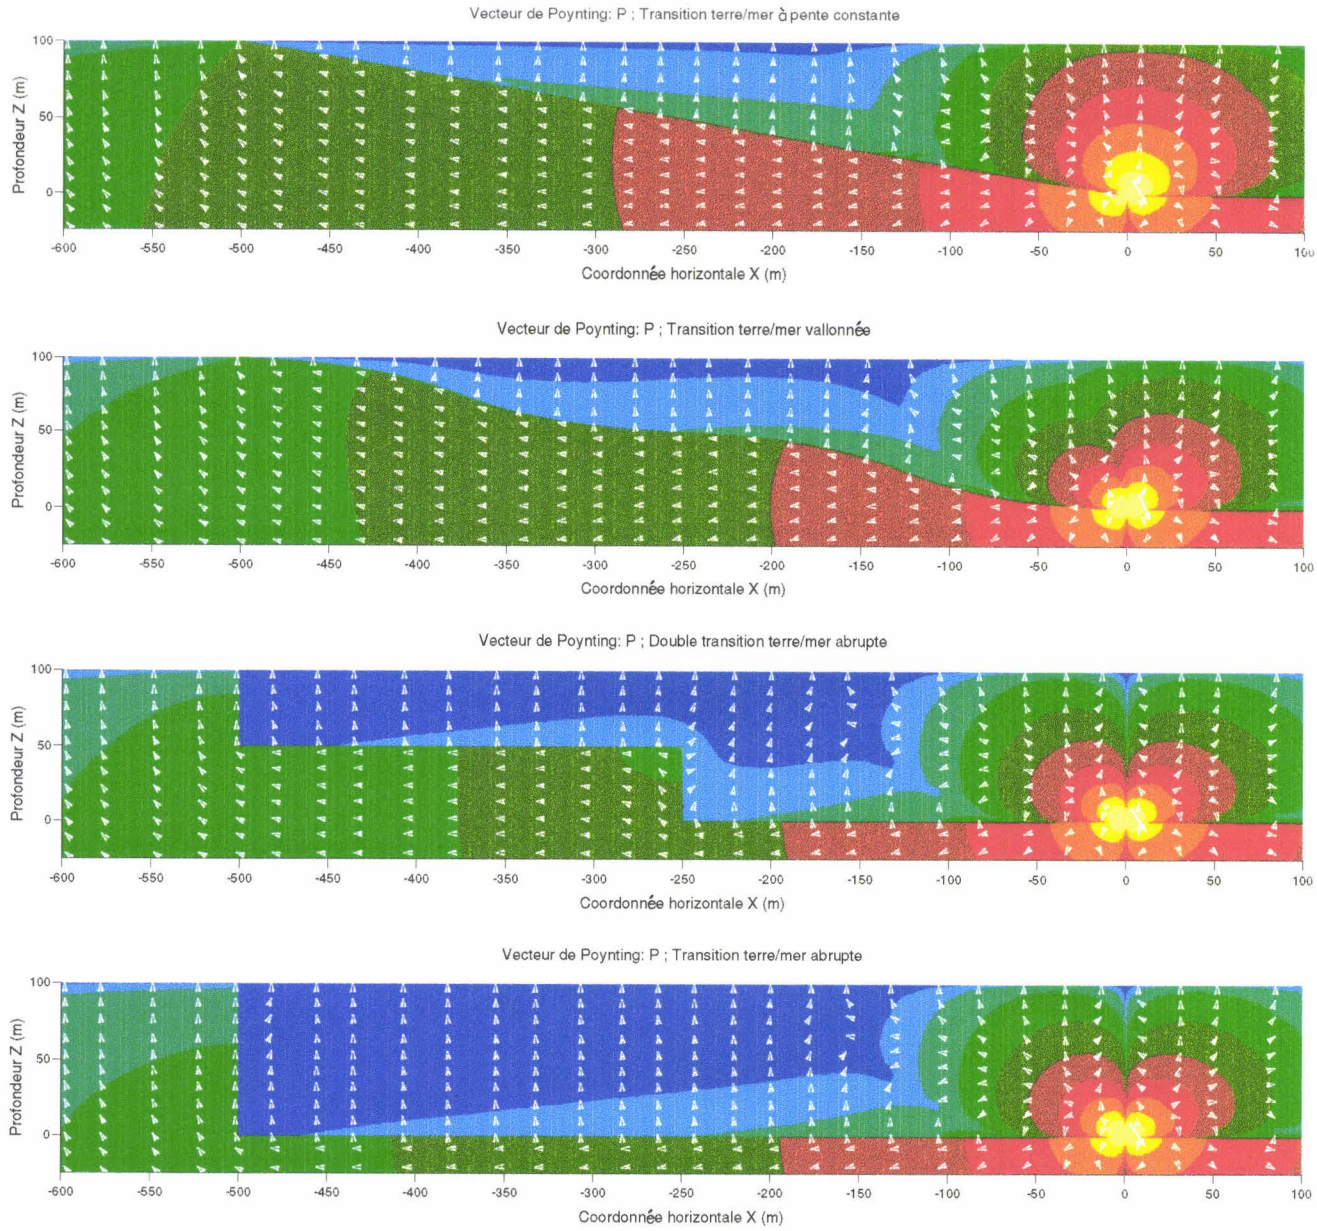 Vecteur de Poynting: P ; Transition terre/mer à pente constante
Profondeur Z (m)
100
50
0
-600 -550 -500 -450 -400 -350 -300 -250 -200 -150 -100 -50 0 50 100
Coordonnée horizontale X (m)
Vecteur de Poynting: P ; Transition terre/mer vallonnée
Profondeur Z (m)
100
50
0
-600 -550 -500 -450 -400 -350 -300 -250 -200 -150 -100 -50 0 50 100
Coordonnée horizontale X (m)
Vecteur de Poynting: P ; Double transition terre/mer abrupte
Profondeur Z (m)
100
50
0
-600 -550 -500 -450 -400 -350 -300 -250 -200 -150 -100 -50 0 50 100
Coordonnée horizontale X (m)
Vecteur de Poynting: P ; Transition terre/mer abrupte
Profondeur Z (m)
100
50
0
-600 -550 -500 -450 -400 -350 -300 -250 -200 -150 -100 -50 0 50 100
Coordonnée horizontale X (m)